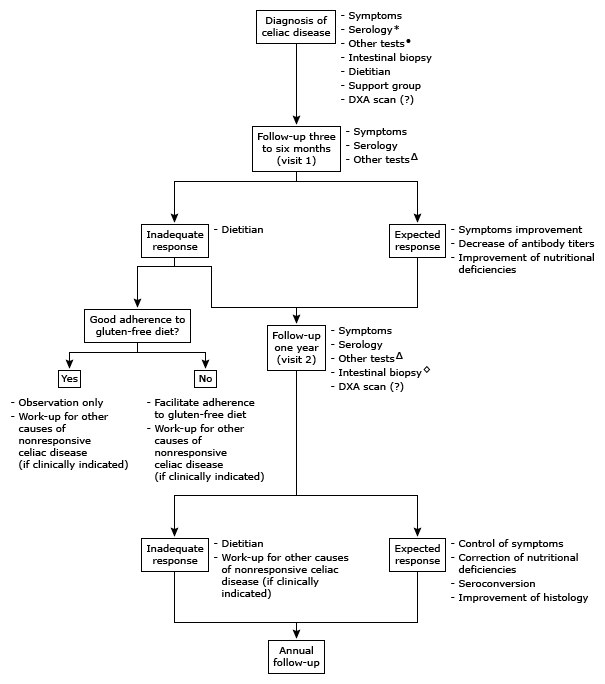 Diagnosis of
celiac disease
- Symptoms
- Serology*
- Other tests•
- Intestinal biopsy
- Dietitian
- Support group
- DXA scan (?)
Follow-up three
to six months
(visit 1)
- Symptoms
- Serology
- Other testsΔ
Inadequate
response
- Dietitian
Expected
response
- Symptoms improvement
- Decrease of antibody titers
- Improvement of nutritional
deficiencies
Good adherence to
gluten-free diet?
Follow-up
one year
(visit 2)
- Symptoms
- Serology
- Other testsΔ
- Intestinal biopsy◇
- DXA scan (?)
Yes
- Observation only
- Work-up for other
causes of
nonresponsive
celiac disease
(if clinically indicated)
No
- Facilitate adherence
to gluten-free diet
- Work-up for other
causes of
nonresponsive
celiac disease
(if clinically indicated)
Inadequate
response
- Dietitian
- Work-up for other causes
of nonresponsive celiac
disease (if clinically
indicated)
Expected
response
- Control of symptoms
- Correction of nutritional
deficiencies
- Seroconversion
- Improvement of histology
Annual
follow-up